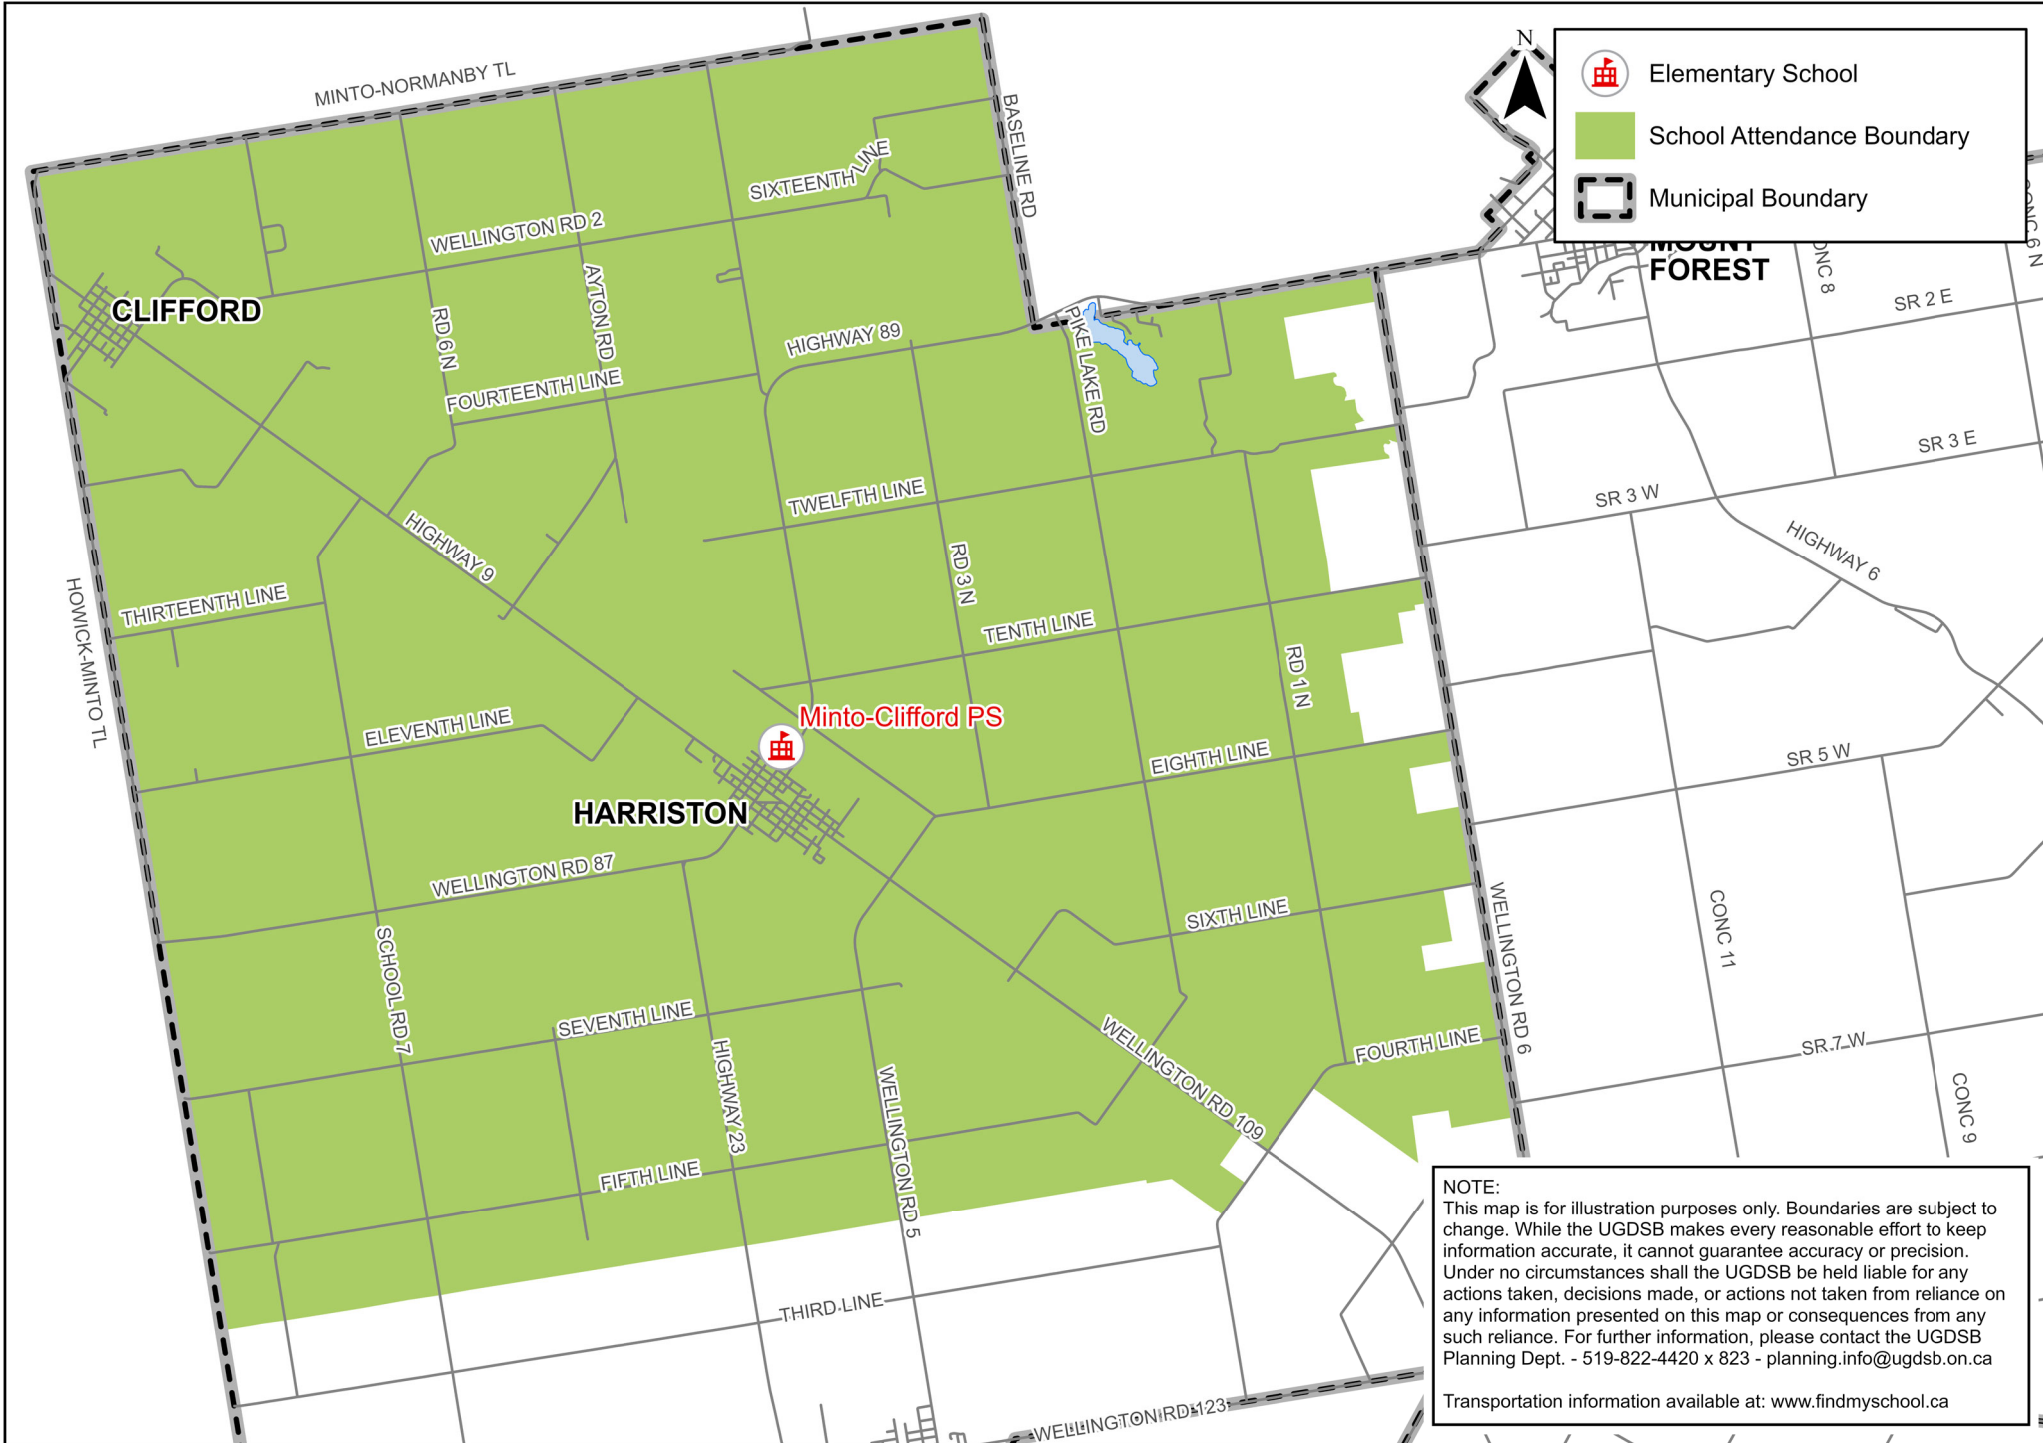 MINTO-NORMANBY TL
BASELINE RD
N
Elementary School
School Attendance Boundary
Municipal Boundary
SIXTEENTH LINE
WELLINGTON RD 2
CLIFFORD
RD 6 N
AYTON RD
HIGHWAY 89
PIKE LAKE RD
MOUNT
FOREST
CONC 8
CONC 6 N
SR 2 E
FOURTEENTH LINE
SR 3 E
TWELFTH LINE
SR 3 W
HIGHWAY 9
HIGHWAY 6
RD 3 N
THIRTEENTH LINE
HOWICK-MINTO TL
TENTH LINE
RD 1 N
ELEVENTH LINE
Minto-Clifford PS
EIGHTH LINE
SR 5 W
HARRISTON
WELLINGTON RD 87
SIXTH LINE
WELLINGTON RD 6
CONC 11
SCHOOL RD 7
SEVENTH LINE
HIGHWAY 23
WELLINGTON RD 109
FOURTH LINE
SR 7 W
CONC 9
WELLINGTON RD 5
FIFTH LINE
THIRD LINE
WELLINGTON RD 123
NOTE:
This map is for illustration purposes only. Boundaries are subject to
change. While the UGDSB makes every reasonable effort to keep
information accurate, it cannot guarantee accuracy or precision.
Under no circumstances shall the UGDSB be held liable for any
actions taken, decisions made, or actions not taken from reliance on
any information presented on this map or consequences from any
such reliance. For further information, please contact the UGDSB
Planning Dept. - 519-822-4420 x 823 - planning.info@ugdsb.on.ca
Transportation information available at: www.findmyschool.ca